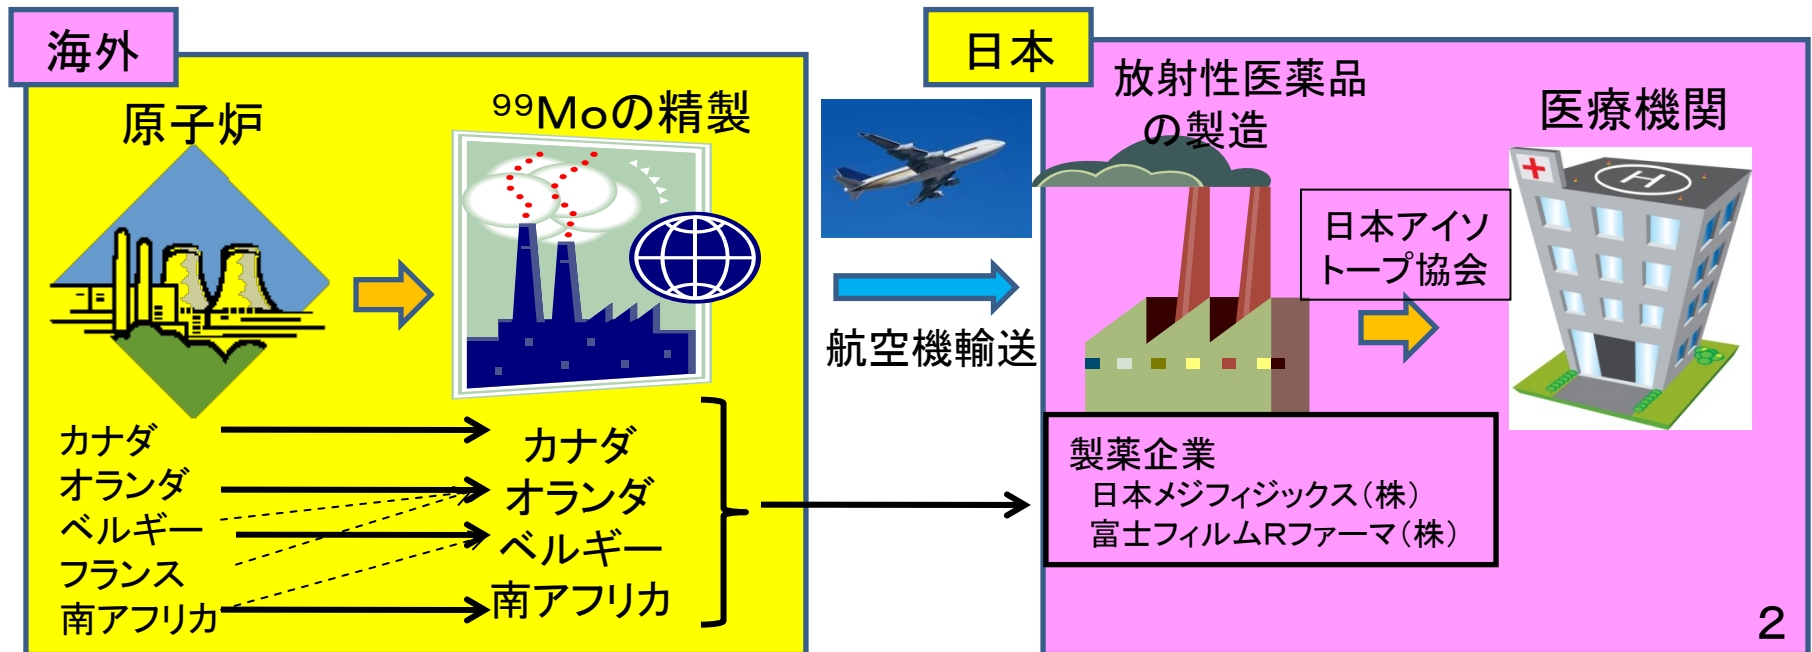 海外
原子炉
⁹⁹Moの精製
カナダ
オランダ
ベルギー
フランス
南アフリカ
カナダ
オランダ
ベルギー
南アフリカ
航空機輸送
日本
放射性医薬品
の製造
医療機関
H
日本アイソ
トープ協会
製薬企業
日本メジフィジックス(株)
富士フィルムRファーマ(株)
2